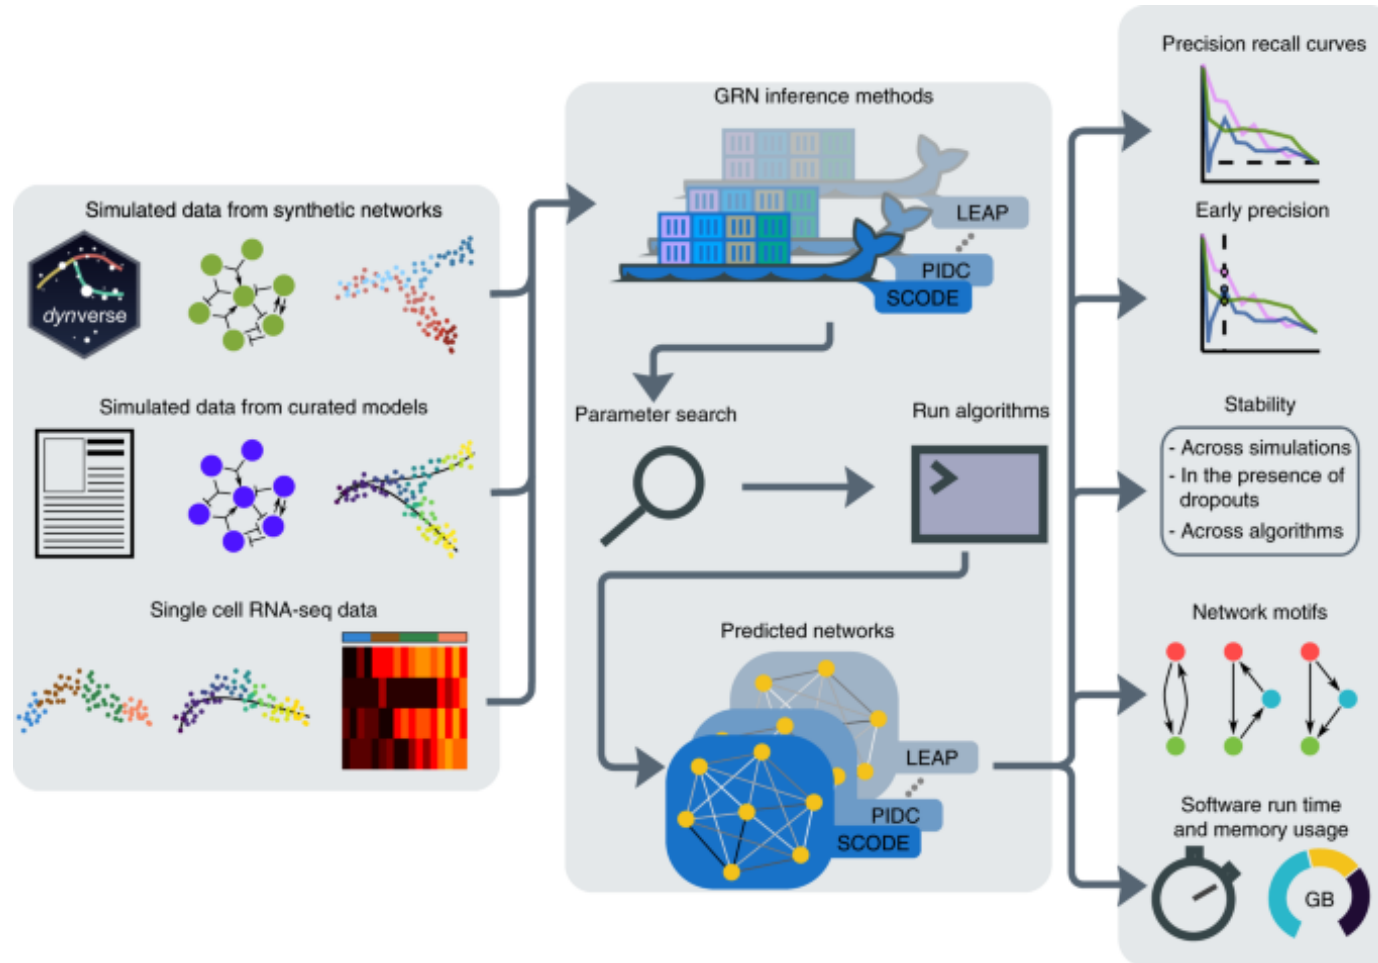 Simulated data from synthetic networks
dynverse
Simulated data from curated models
Single cell RNA-seq data
GRN inference methods
LEAP
PIDC
SCODE
Parameter search
Run algorithms
Predicted networks
LEAP
PIDC
SCODE
Precision recall curves
Early precision
Stability
- Across simulations
- In the presence of
dropouts
- Across algorithms
Network motifs
Software run time
and memory usage
GB